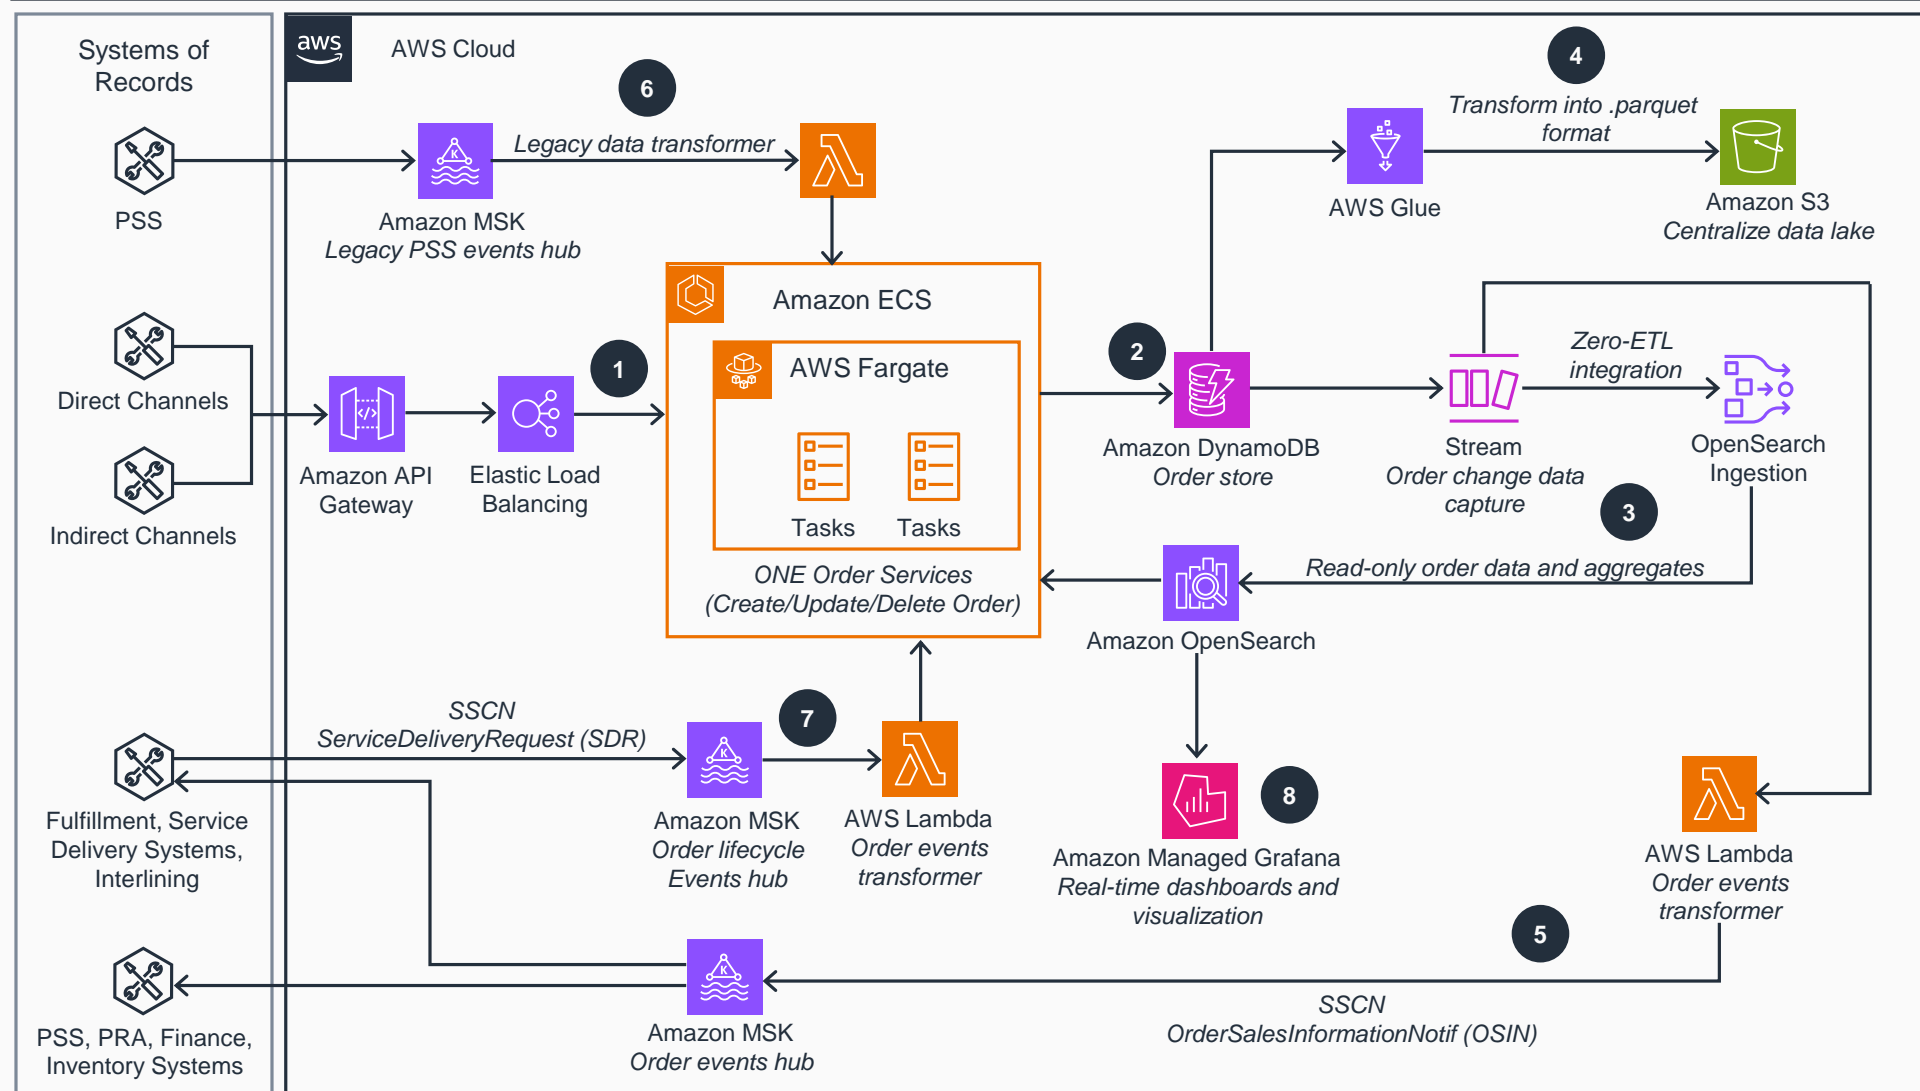 Systems of
Records
aws
AWS Cloud
6
4
Transform into .parquet
format
Legacy data transformer
K
PSS
Amazon MSK
Legacy PSS events hub
AWS Glue
Amazon S3
Centralize data lake
Amazon ECS
AWS Fargate
Tasks
Tasks
ONE Order Services
(Create/Update/Delete Order)
Direct Channels
Indirect Channels
</>
Amazon API
Gateway
Elastic Load
Balancing
1
2
Amazon DynamoDB
Order store
Stream
Order change data
capture
Zero-ETL
integration
OpenSearch
Ingestion
3
Read-only order data and aggregates
Amazon OpenSearch
SSCN
ServiceDeliveryRequest (SDR)
7
K
Fulfillment, Service
Delivery Systems,
Interlining
Amazon MSK
Order lifecycle
Events hub
AWS Lambda
Order events
transformer
8
Amazon Managed Grafana
Real-time dashboards and
visualization
AWS Lambda
Order events
transformer
5
K
PSS, PRA, Finance,
Inventory Systems
Amazon MSK
Order events hub
SSCN
OrderSalesInformationNotif (OSIN)